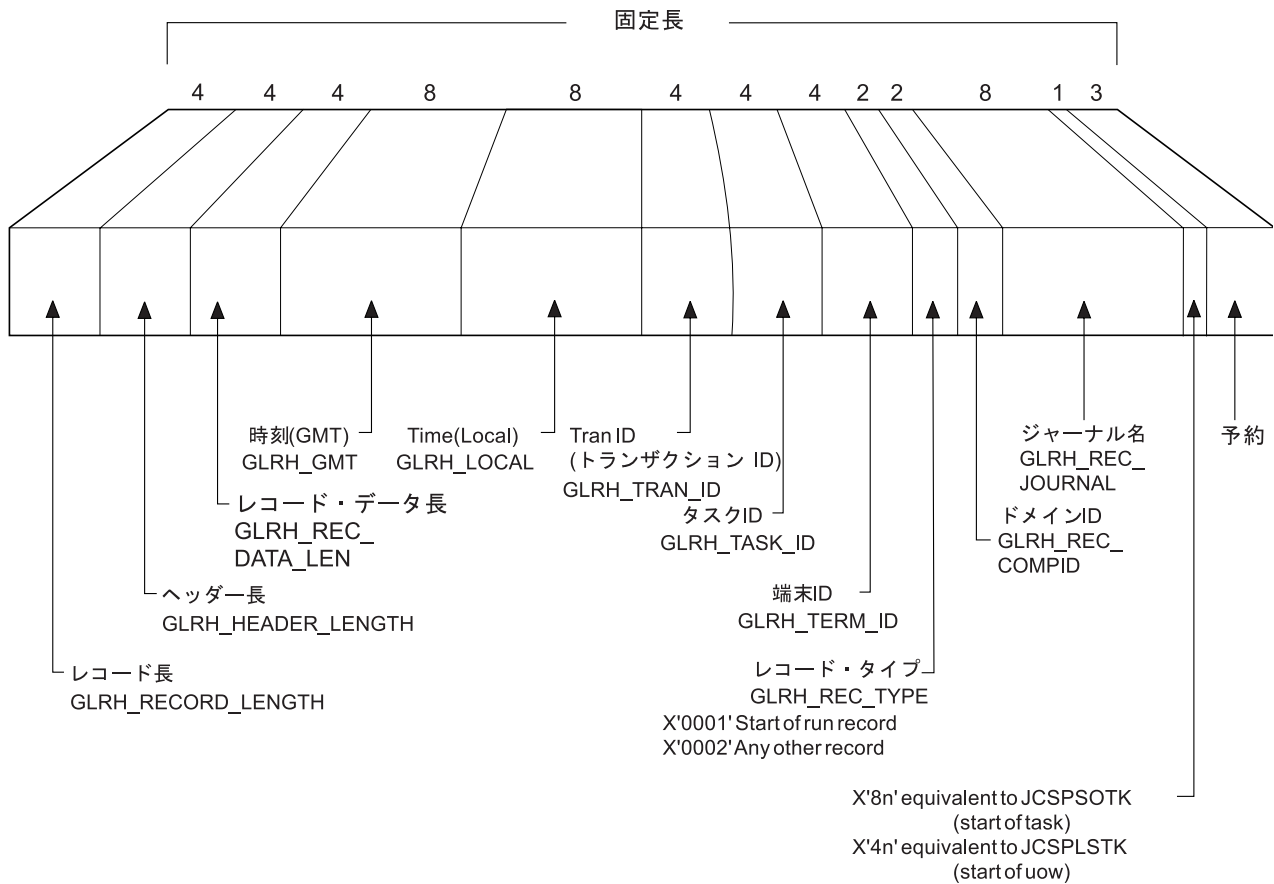 固定長
4 4 4 8 8 4 4 4 2 2 8 1 3
時刻(GMT)
GLRH_GMT
Time(Local)
GLRH_LOCAL
Tran ID
(トランザクション ID)
GLRH_TRAN_ID
ジャーナル名
GLRH_REC_
JOURNAL
予約
レコード・データ長
GLRH_REC_
DATA_LEN
タスクID
GLRH_TASK_ID
ドメインID
GLRH_REC_
COMPID
ヘッダー長
GLRH_HEADER_LENGTH
端末ID
GLRH_TERM_ID
レコード長
GLRH_RECORD_LENGTH
レコード・タイプ
GLRH_REC_TYPE
X'0001' Start of run record
X'0002' Any other record
X'8n' equivalent to JCSPSOTK
(start of task)
X'4n' equivalent to JCSPLSTK
(start of uow)